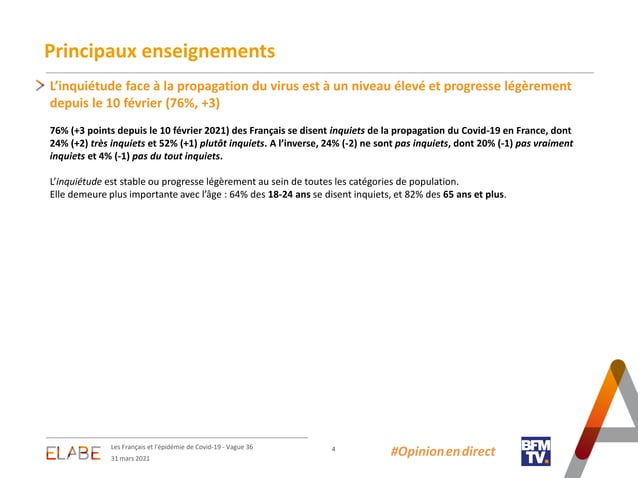 Principaux enseignements
L’inquiétude face à la propagation du virus est à un niveau élevé et progresse légèrement
depuis le 10 février (76%, +3)
76% (+3 points depuis le 10 février 2021) des Français se disent inquiets de la propagation du Covid-19 en France, dont
24% (+2) très inquiets et 52% (+1) plutôt inquiets. A l’inverse, 24% (-2) ne sont pas inquiets, dont 20% (-1) pas vraiment
inquiets et 4% (-1) pas du tout inquiets.
L’inquiétude est stable ou progresse légèrement au sein de toutes les catégories de population.
Elle demeure plus importante avec l’âge : 64% des 18-24 ans se disent inquiets, et 82% des 65 ans et plus.
ELABE
Les Français et l'épidémie de Covid-19 - Vague 36
31 mars 2021
4
#Opinionendirect
BFM
TV.